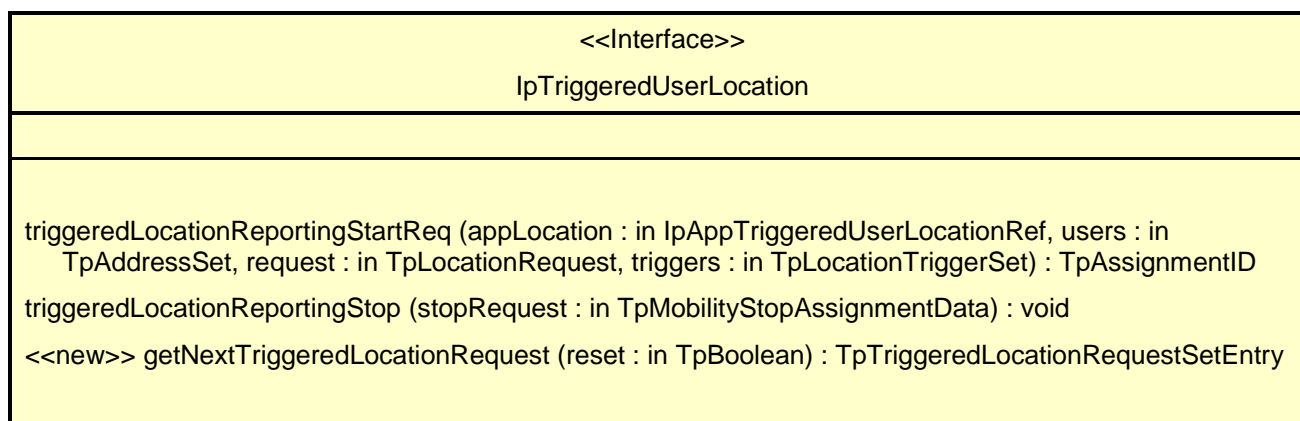 <<Interface>>
IpTriggeredUserLocation
triggeredLocationReportingStartReq (appLocation : in IpAppTriggeredUserLocationRef, users : in
TpAddressSet, request : in TpLocationRequest, triggers : in TpLocationTriggerSet) : TpAssignmentID
triggeredLocationReportingStop (stopRequest : in TpMobilityStopAssignmentData) : void
<<new>> getNextTriggeredLocationRequest (reset : in TpBoolean) : TpTriggeredLocationRequestSetEntry